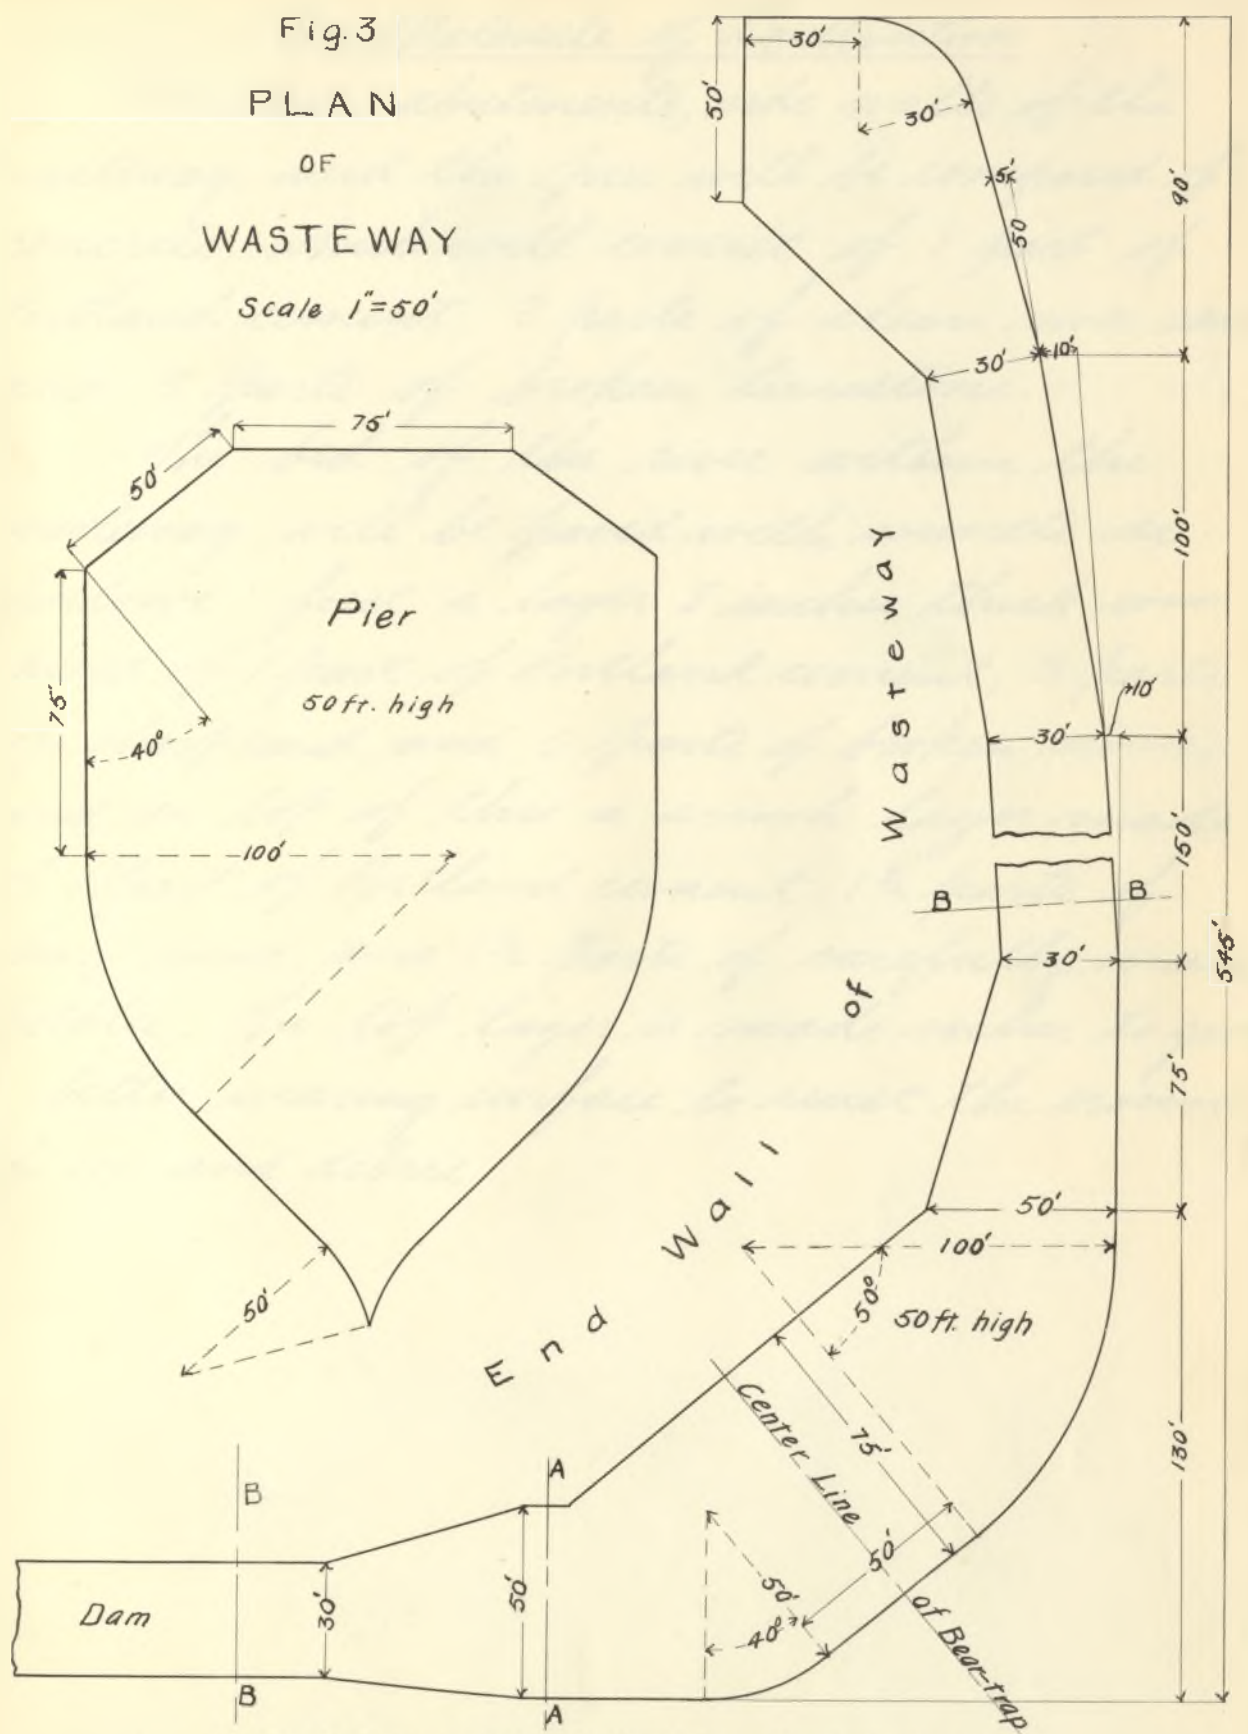 Fig. 3
PLAN
OF
WASTEWAY
Scale 1"=50'
30'
50'
30'
5'
50
90'
30'
10'
75'
50'
Pier
50 ft. high
75'
40°
100'
50'
100'
30'
10'
150'
B
B
30'
545'
75'
50'
100'
50°
50 ft. high
End Wall of Wasteway
Center Line of Bear-trap
75'
130'
50'
50'
40°
A
B
50'
30'
Dam
B
A